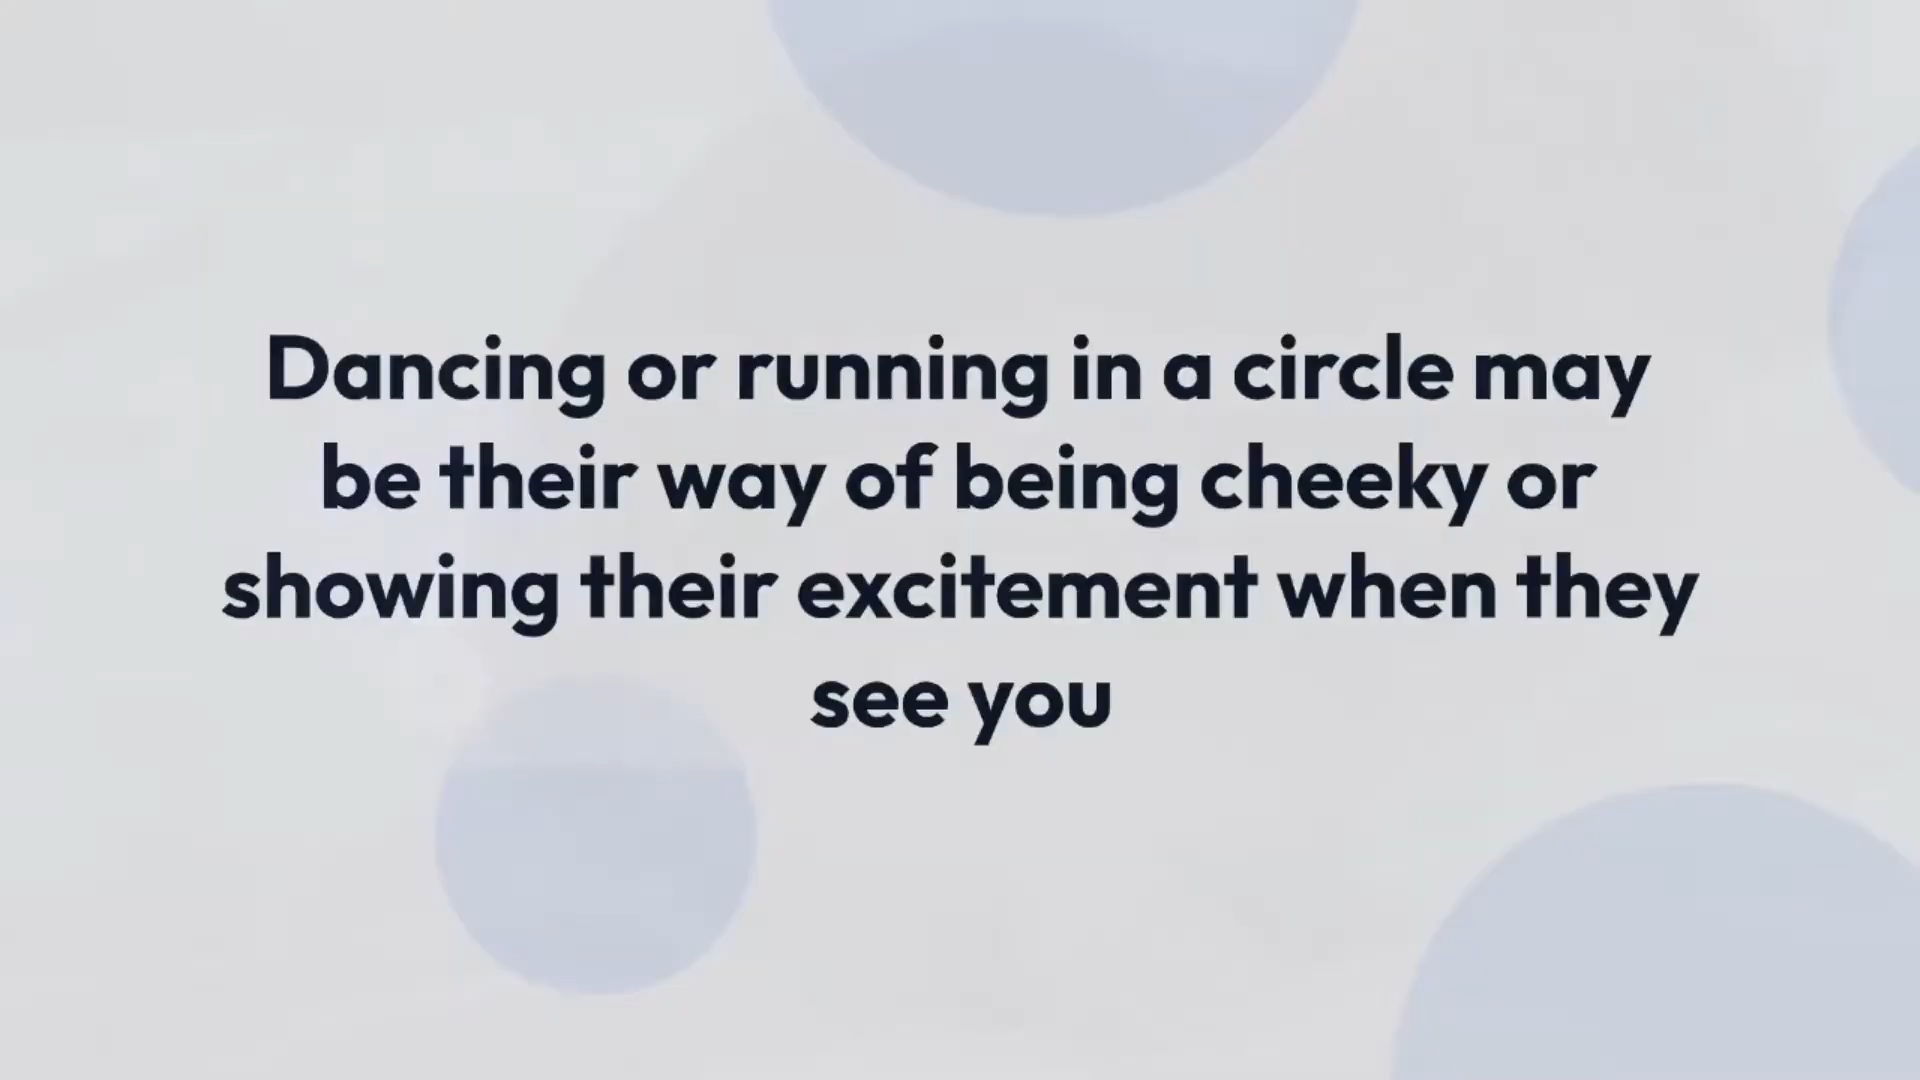 Dancing or running in a circle may
be their way of being cheeky or
showing their excitement when they
see you